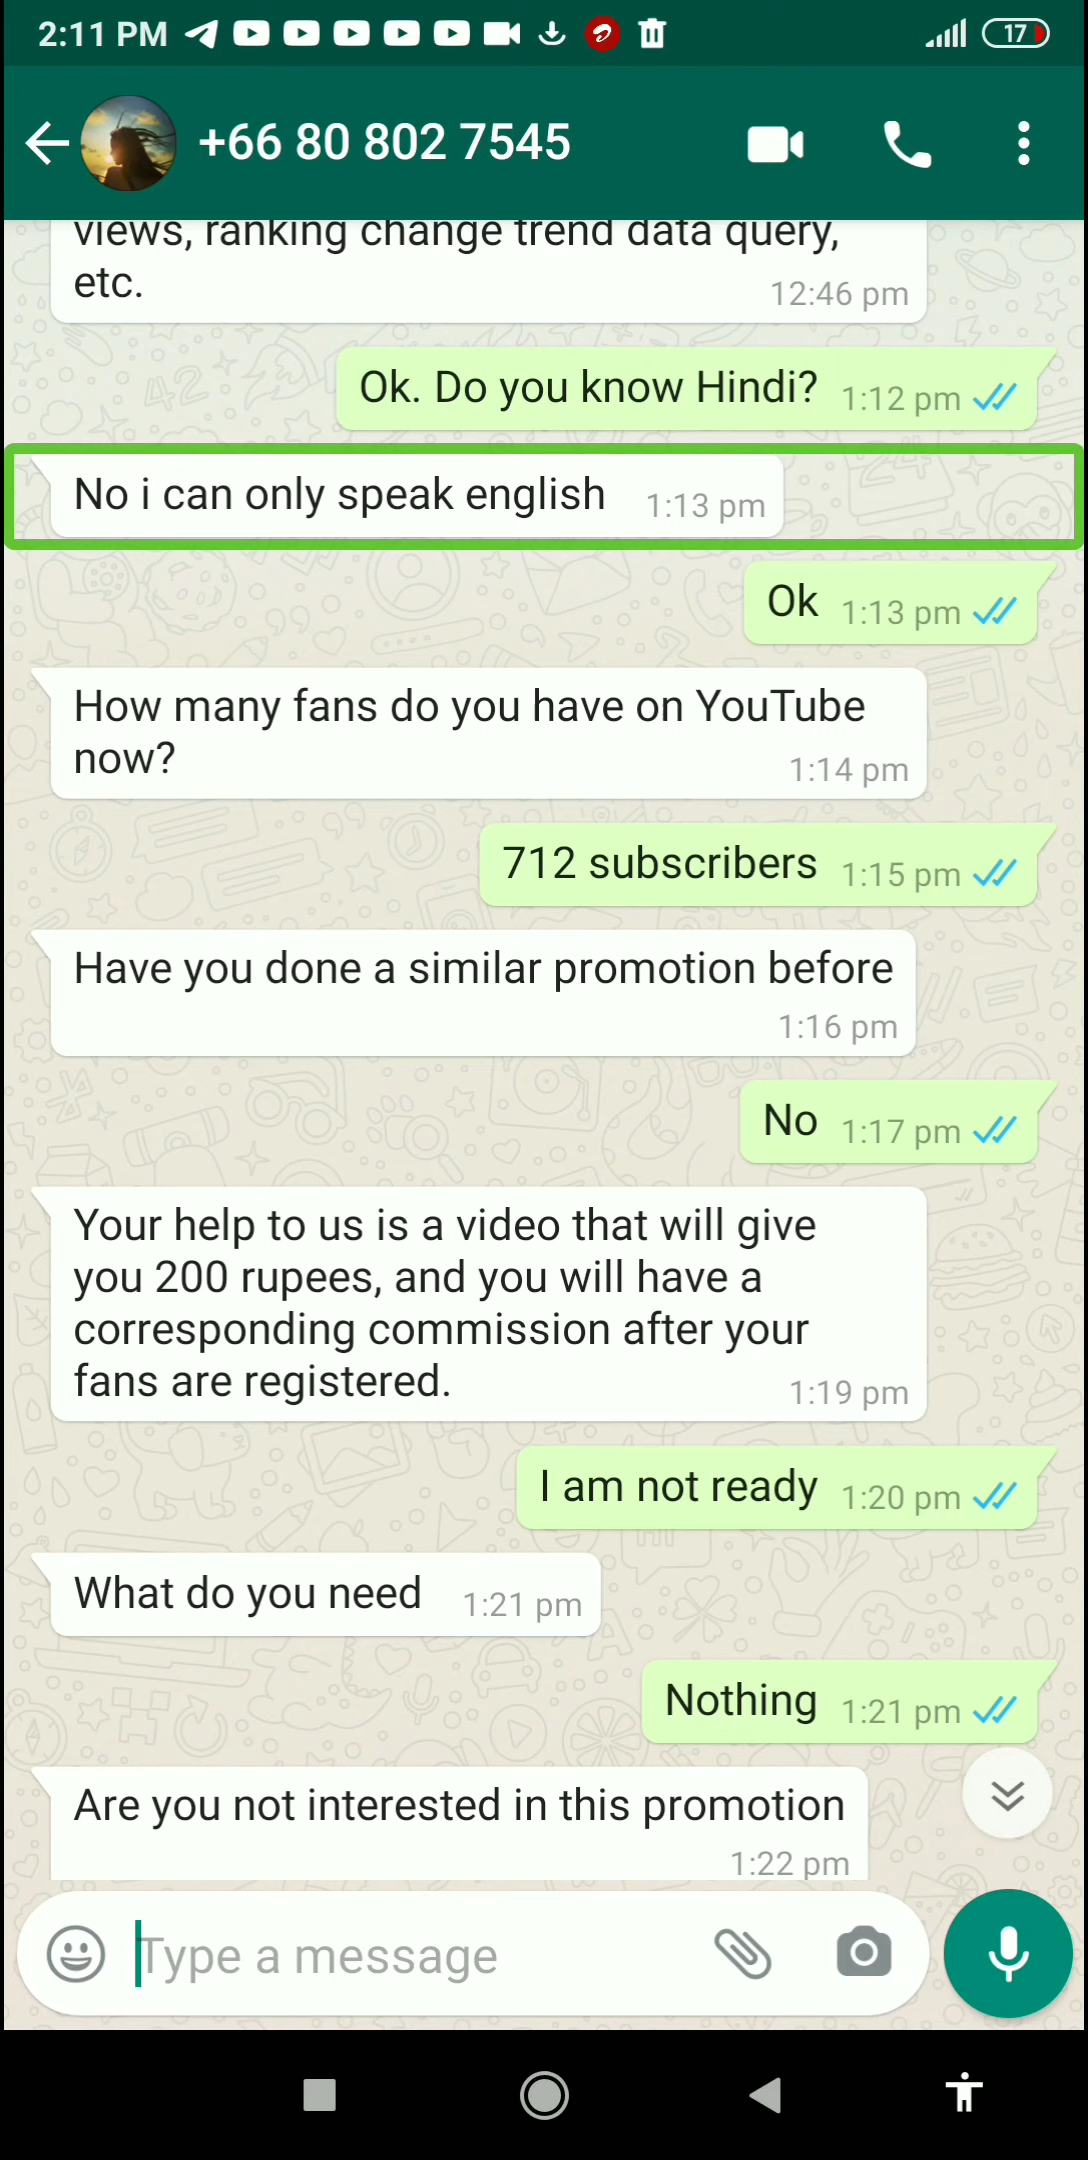 2:11 PM
17
+66 80 802 7545
views, ranking change trend data query,
etc.
12:46 pm
Ok. Do you know Hindi? 1:12 pm
No i can only speak english 1:13 pm
Ok 1:13 pm
How many fans do you have on YouTube
now?
1:14 pm
712 subscribers 1:15 pm
Have you done a similar promotion before
1:16 pm
No 1:17 pm
Your help to us is a video that will give
you 200 rupees, and you will have a
corresponding commission after your
fans are registered.
1:19 pm
I am not ready 1:20 pm
What do you need 1:21 pm
Nothing 1:21 pm
Are you not interested in this promotion
1:22 pm
Type a message